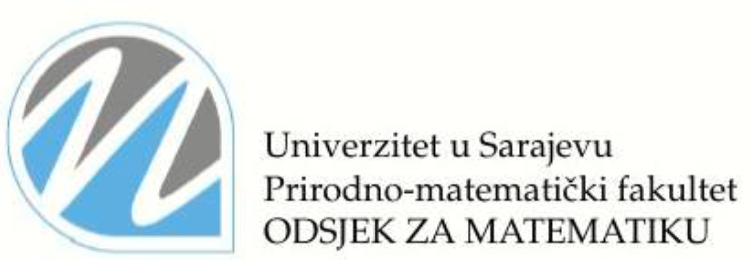 Univerzitet u Sarajevu
Prirodno-matematički fakultet
ODSJEK ZA MATEMATIKU